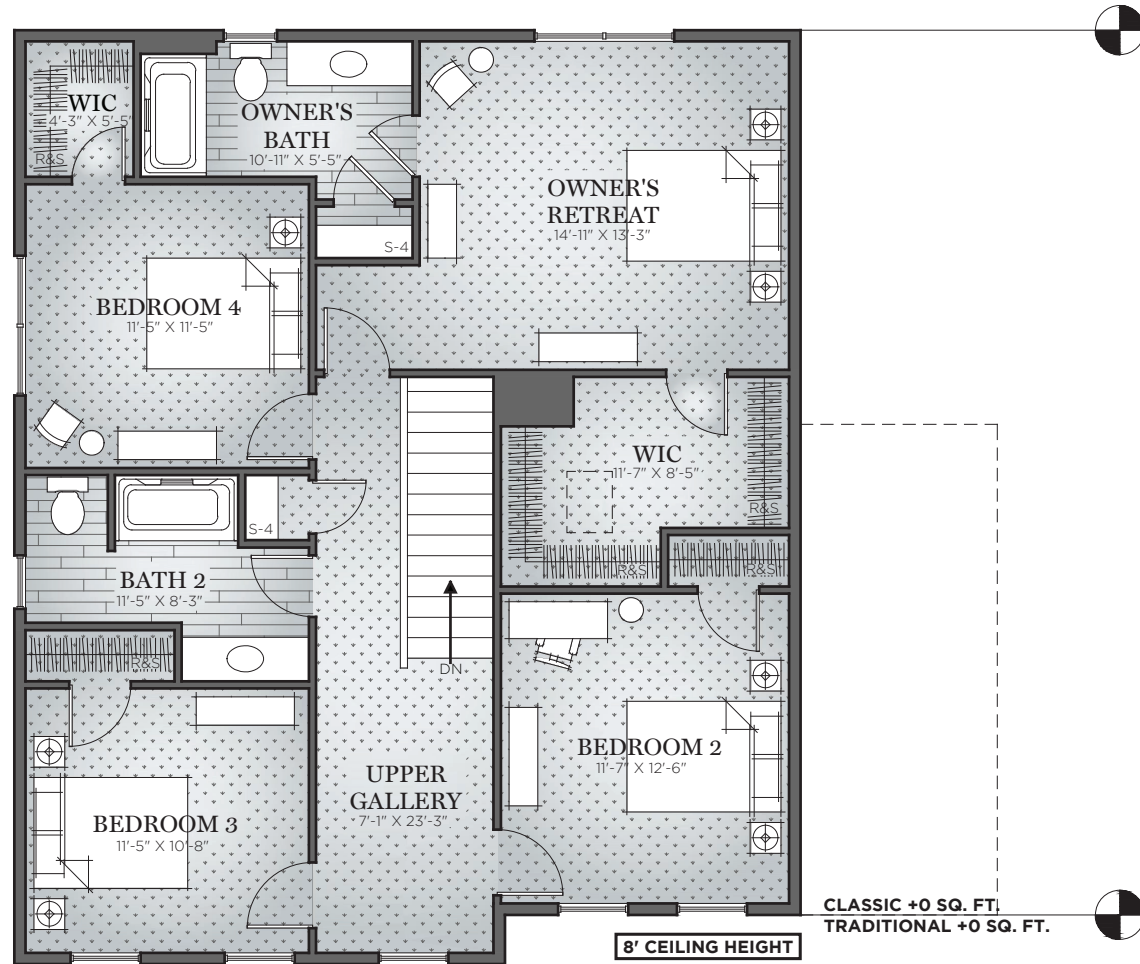 WIC
4'-3" X 5'-5"
R&S
OWNER'S
BATH
10'-11" X 5'-5"
S-4
OWNER'S
RETREAT
14'-11" X 13'-3"
BEDROOM 4
11'-5" X 11'-5"
WIC
11'-7" X 8'-5"
R&S
R&S
R&S
S-4
BATH 2
11'-5" X 8'-3"
R&S
DN
BEDROOM 2
11'-7" X 12'-6"
UPPER
GALLERY
7'-1" X 23'-3"
BEDROOM 3
11'-5" X 10'-8"
CLASSIC +0 SQ. FT.
TRADITIONAL +0 SQ. FT.
8' CEILING HEIGHT